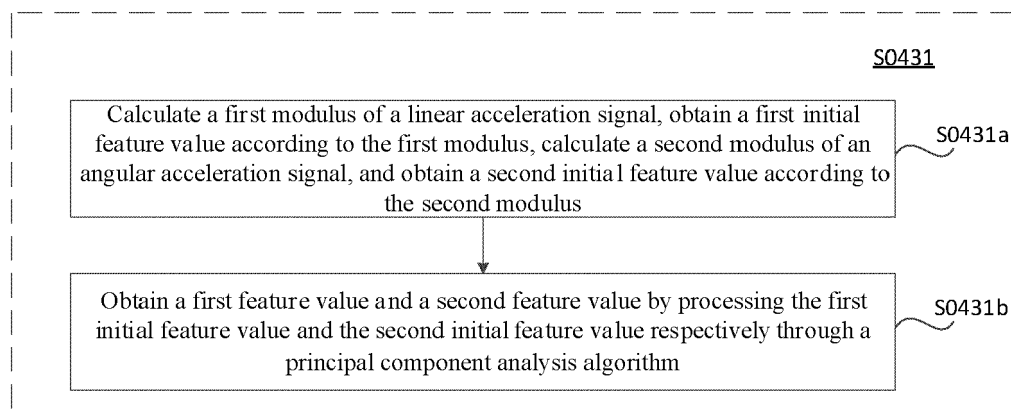 S0431
Calculate a first modulus of a linear acceleration signal, obtain a first initial
feature value according to the first modulus, calculate a second modulus of an
angular acceleration signal, and obtain a second initial feature value according to
the second modulus
S0431a
Obtain a first feature value and a second feature value by processing the first
initial feature value and the second initial feature value respectively through a
principal component analysis algorithm
S0431b